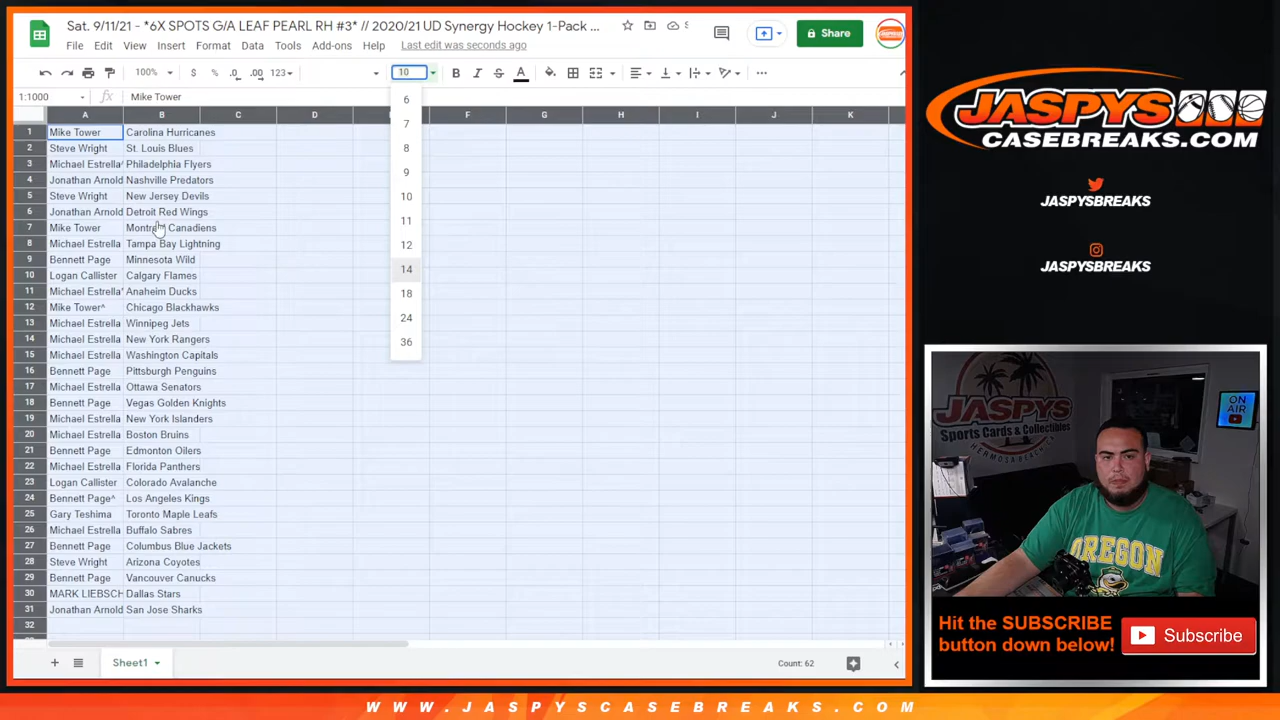 Sat. 9/11/21 - *6X SPOTS G/A LEAF PEARL RH #3* // 2020/21 UD Synergy Hockey 1-Pack ...
File Edit View Insert Format Data Tools Add-ons Help Last edit was seconds ago
Share
100% $ % .0 .00 123 10
1:1000 fx Mike Tower
A B C D F G H I J K
1 Mike Tower Carolina Hurricanes
2 Steve Wright St. Louis Blues
3 Michael Estrella^ Philadelphia Flyers
4 Jonathan Arnold Nashville Predators
5 Steve Wright New Jersey Devils
6 Jonathan Arnold Detroit Red Wings
7 Mike Tower Montreal Canadiens
8 Michael Estrella Tampa Bay Lightning
9 Bennett Page Minnesota Wild
10 Logan Callister Calgary Flames
11 Michael Estrella^ Anaheim Ducks
12 Mike Tower^ Chicago Blackhawks
13 Michael Estrella Winnipeg Jets
14 Michael Estrella New York Rangers
15 Michael Estrella Washington Capitals
16 Bennett Page Pittsburgh Penguins
17 Michael Estrella Ottawa Senators
18 Bennett Page Vegas Golden Knights
19 Michael Estrella New York Islanders
20 Michael Estrella Boston Bruins
21 Bennett Page Edmonton Oilers
22 Michael Estrella Florida Panthers
23 Logan Callister Colorado Avalanche
24 Bennett Page^ Los Angeles Kings
25 Gary Teshima Toronto Maple Leafs
26 Michael Estrella Buffalo Sabres
27 Bennett Page Columbus Blue Jackets
28 Steve Wright Arizona Coyotes
29 Bennett Page Vancouver Canucks
30 MARK LIEBSCH Dallas Stars
31 Jonathan Arnold San Jose Sharks
32
6
7
8
9
10
11
12
14
18
24
36
Sheet1
Count: 62
JASPYS
CASEBREAKS.COM
JASPYSBREAKS
JASPYSBREAKS
JASPYS
Sports Cards & Collectibles
HERMOSA BEACH, CA
ON AIR
OREGON
Hit the SUBSCRIBE
button down below!
Subscribe
WWW.JASPYSCASEBREAKS.COM